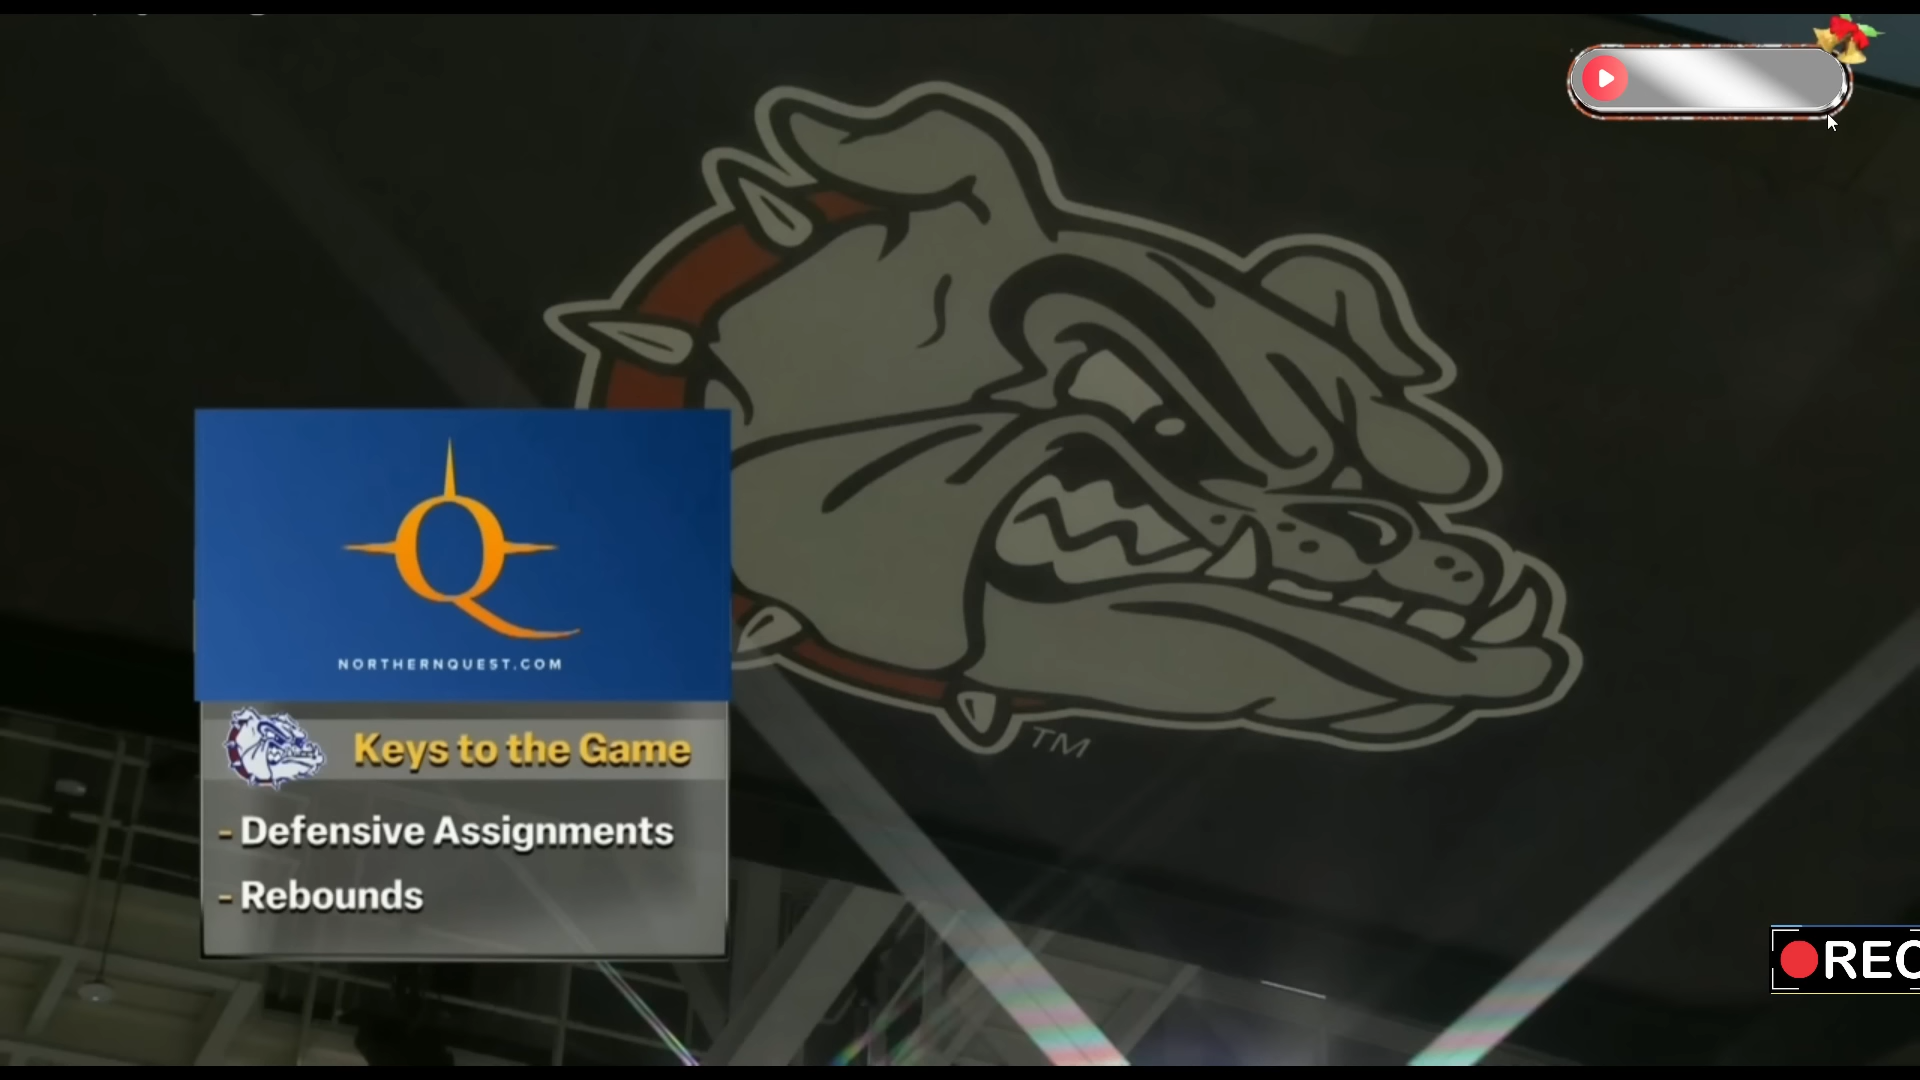 Q
NORTHERNQUEST.COM
Keys to the Game
- Defensive Assignments
- Rebounds
TM
REC